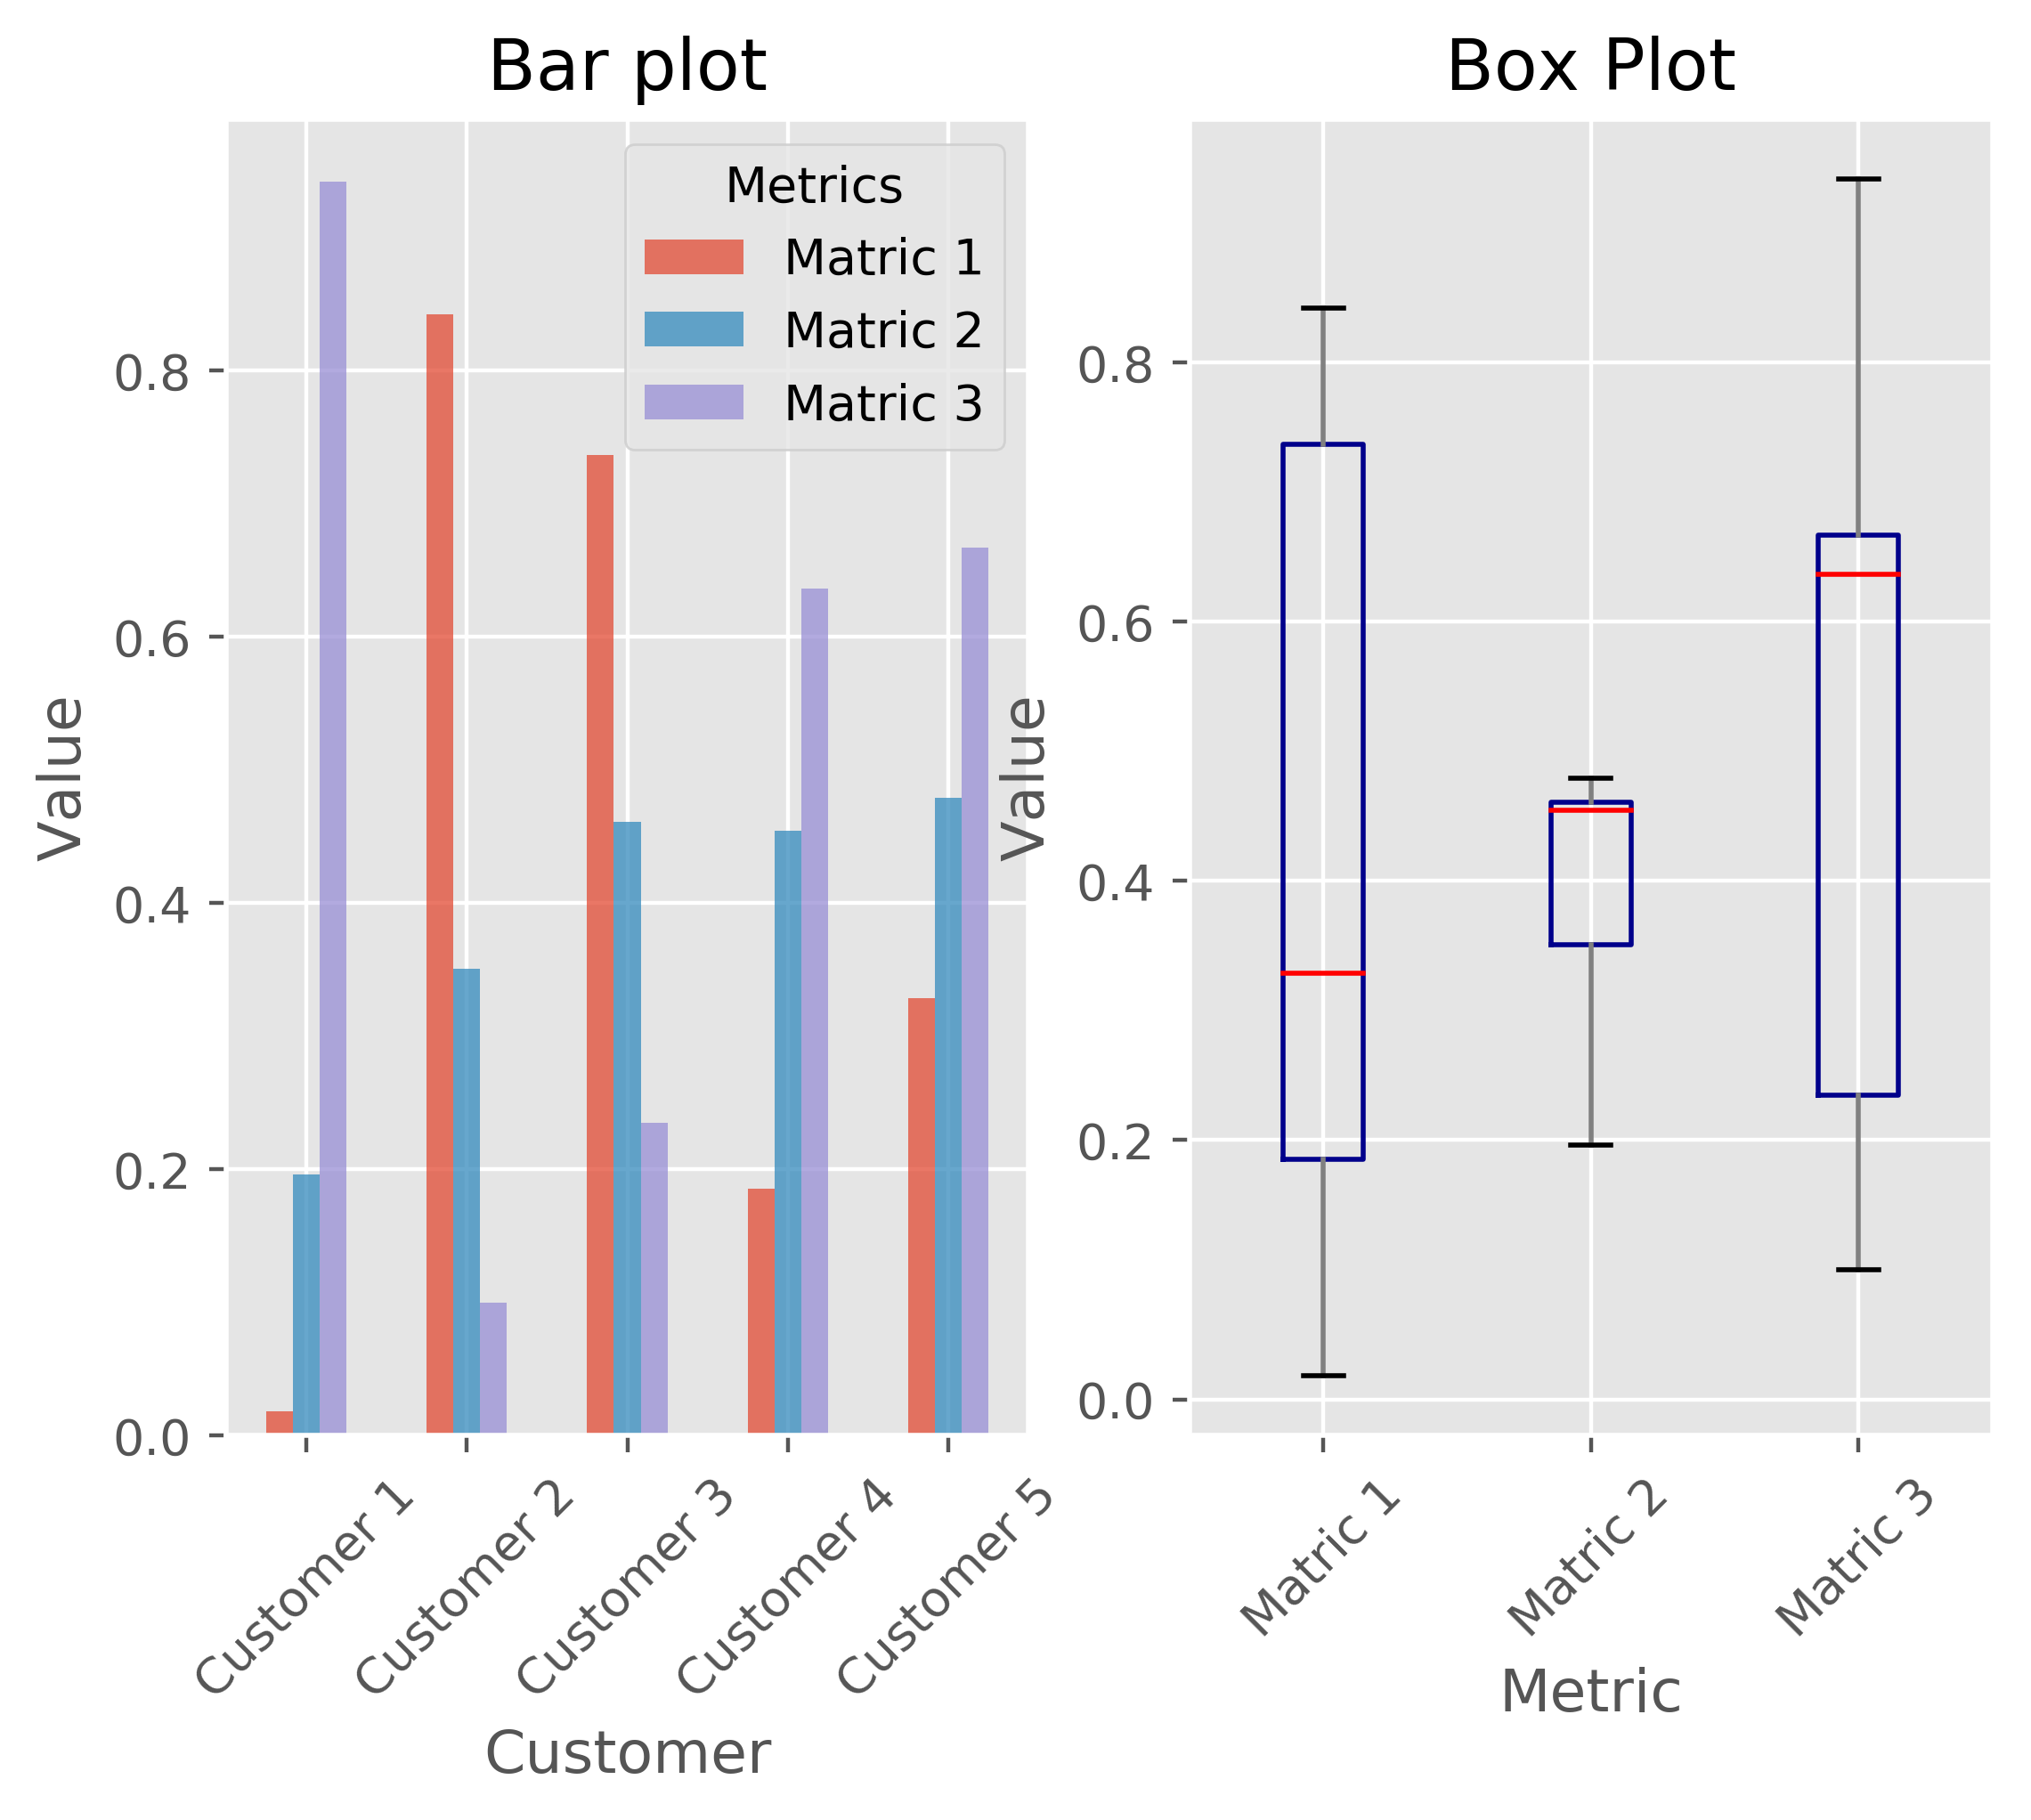 Bar plot
Metrics
Matric 1
Matric 2
Matric 3
0.8
0.6
0.4
0.2
0.0
Value
Customer 1
Customer 2
Customer 3
Customer 4
Customer 5
Customer
Box Plot
0.8
0.6
0.4
0.2
0.0
Value
Matric 1
Matric 2
Matric 3
Metric